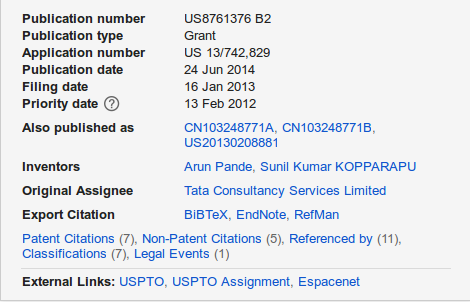 Publication number US8761376 B2
Publication type Grant
Application number US 13/742,829
Publication date 24 Jun 2014
Filing date 16 Jan 2013
Priority date ? 13 Feb 2012
Also published as CN103248771A, CN103248771B,
US20130208881
Inventors Arun Pande, Sunil Kumar KOPPARAPU
Original Assignee Tata Consultancy Services Limited
Export Citation BiBTeX, EndNote, RefMan
Patent Citations (7), Non-Patent Citations (5), Referenced by (11),
Classifications (7), Legal Events (1)
External Links: USPTO, USPTO Assignment, Espacenet